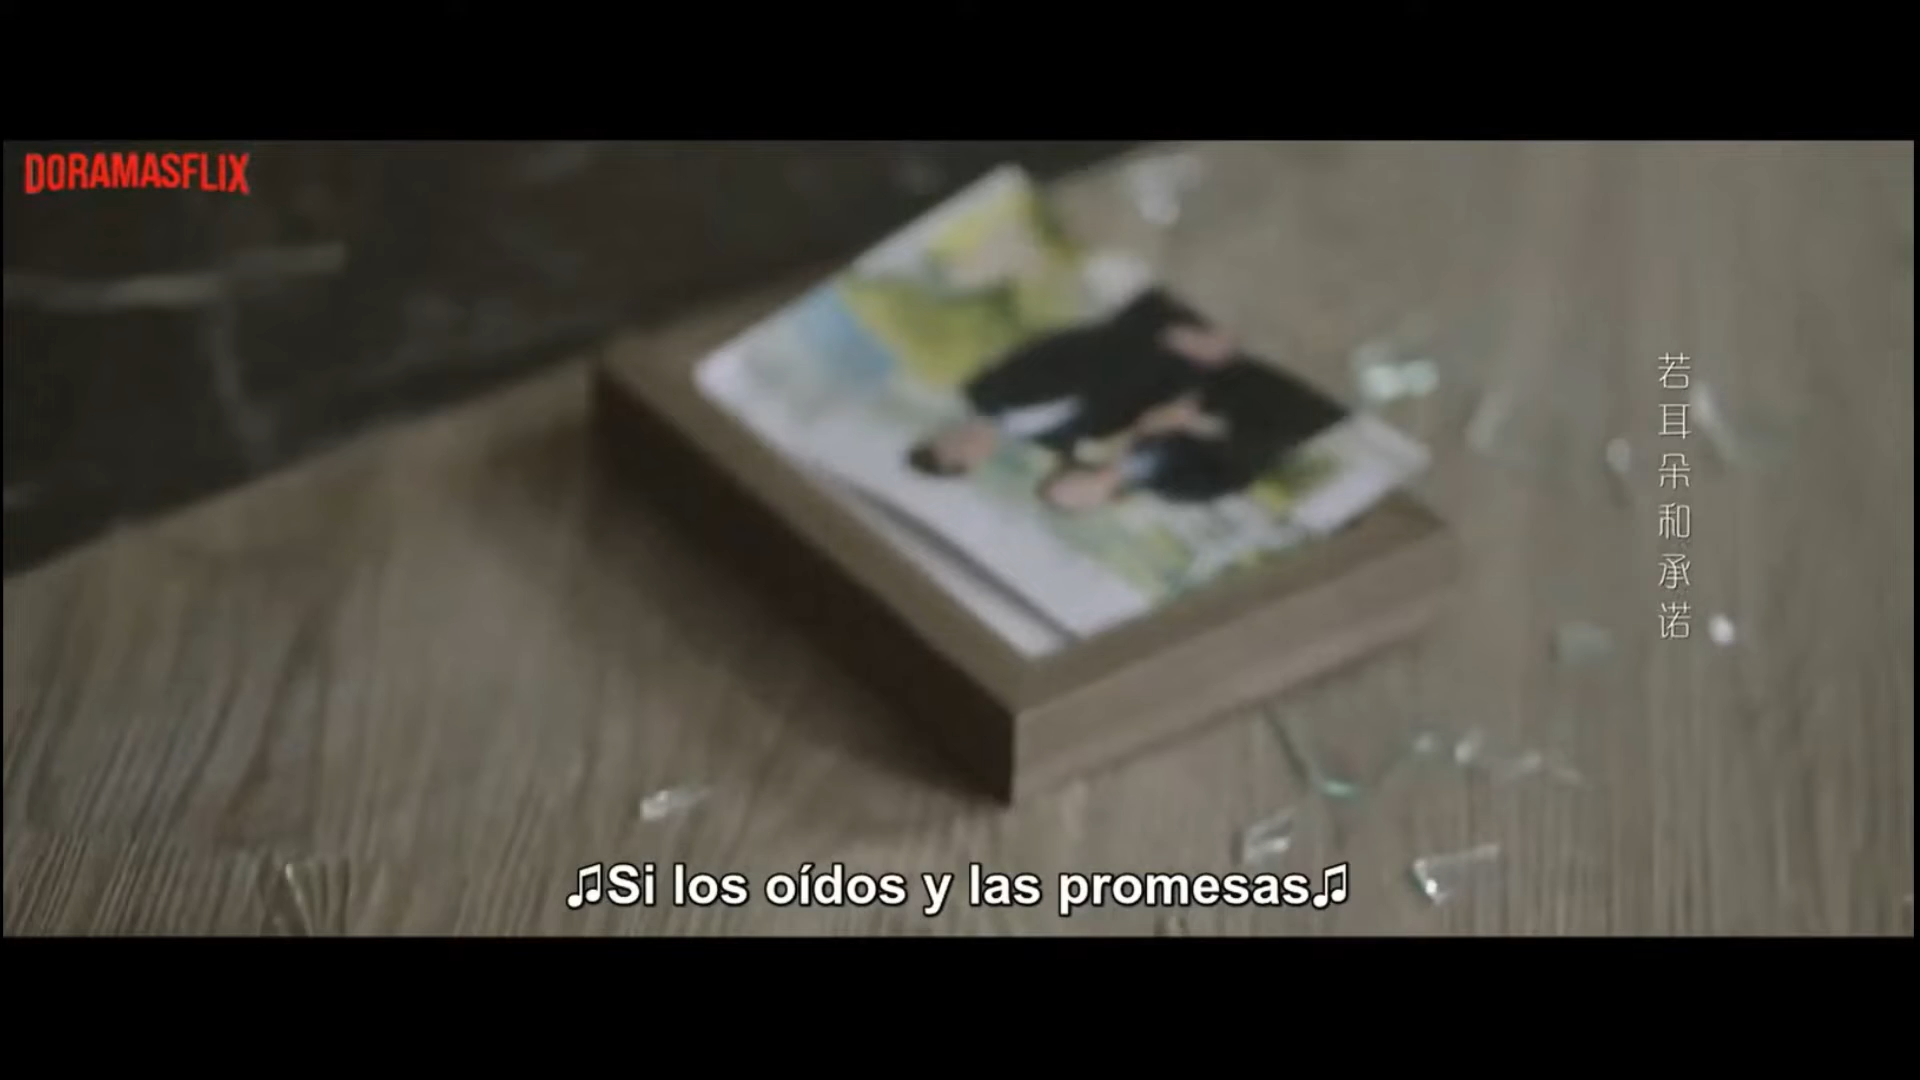 DORAMASFLIX
若耳朵和承诺
♫Si los oídos y las promesas♫